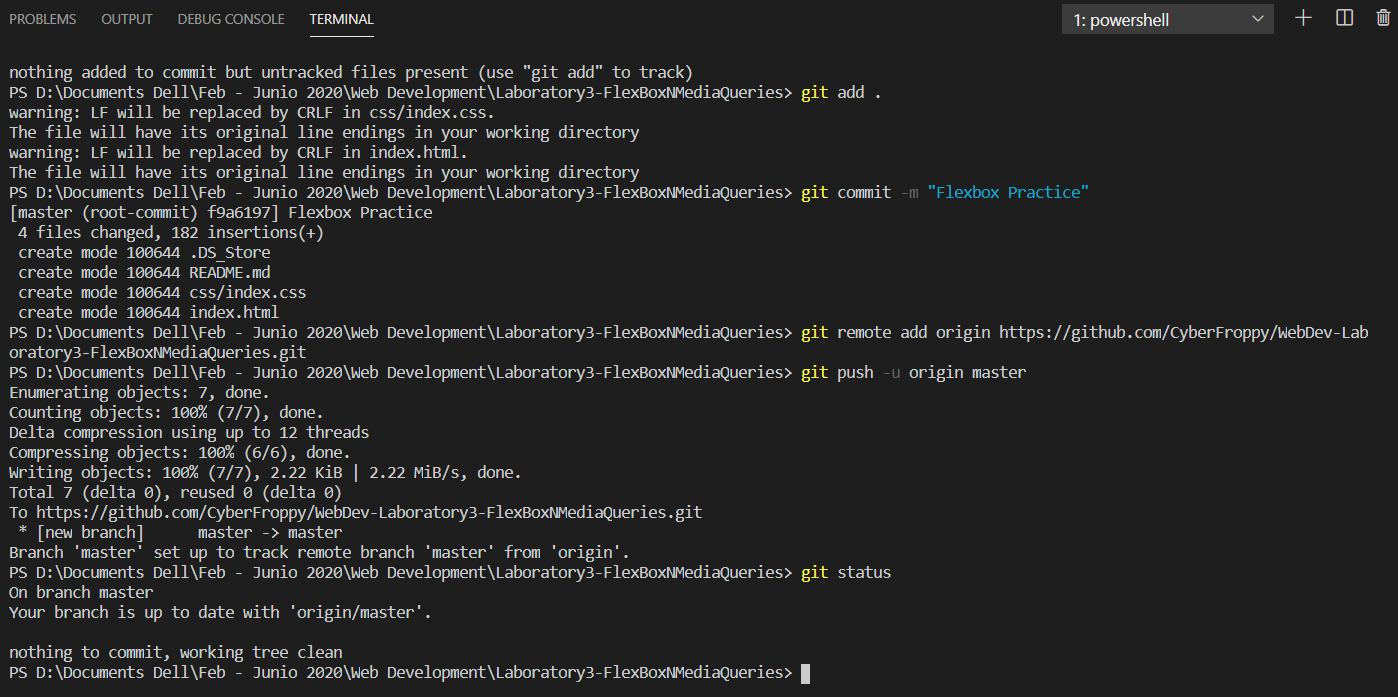 PROBLEMS OUTPUT DEBUG CONSOLE TERMINAL 1: powershell
nothing added to commit but untracked files present (use "git add" to track)
PS D:\Documents Dell\Feb - Junio 2020\Web Development\Laboratory3-FlexBoxNMediaQueries> git add .
warning: LF will be replaced by CRLF in css/index.css.
The file will have its original line endings in your working directory
warning: LF will be replaced by CRLF in index.html.
The file will have its original line endings in your working directory
PS D:\Documents Dell\Feb - Junio 2020\Web Development\Laboratory3-FlexBoxNMediaQueries> git commit -m "Flexbox Practice"
[master (root-commit) f9a6197] Flexbox Practice
 4 files changed, 182 insertions(+)
 create mode 100644 .DS_Store
 create mode 100644 README.md
 create mode 100644 css/index.css
 create mode 100644 index.html
PS D:\Documents Dell\Feb - Junio 2020\Web Development\Laboratory3-FlexBoxNMediaQueries> git remote add origin https://github.com/CyberFroppy/WebDev-Lab
oratory3-FlexBoxNMediaQueries.git
PS D:\Documents Dell\Feb - Junio 2020\Web Development\Laboratory3-FlexBoxNMediaQueries> git push -u origin master
Enumerating objects: 7, done.
Counting objects: 100% (7/7), done.
Delta compression using up to 12 threads
Compressing objects: 100% (6/6), done.
Writing objects: 100% (7/7), 2.22 KiB | 2.22 MiB/s, done.
Total 7 (delta 0), reused 0 (delta 0)
To https://github.com/CyberFroppy/WebDev-Laboratory3-FlexBoxNMediaQueries.git
 * [new branch]      master -> master
Branch 'master' set up to track remote branch 'master' from 'origin'.
PS D:\Documents Dell\Feb - Junio 2020\Web Development\Laboratory3-FlexBoxNMediaQueries> git status
On branch master
Your branch is up to date with 'origin/master'.
nothing to commit, working tree clean
PS D:\Documents Dell\Feb - Junio 2020\Web Development\Laboratory3-FlexBoxNMediaQueries>